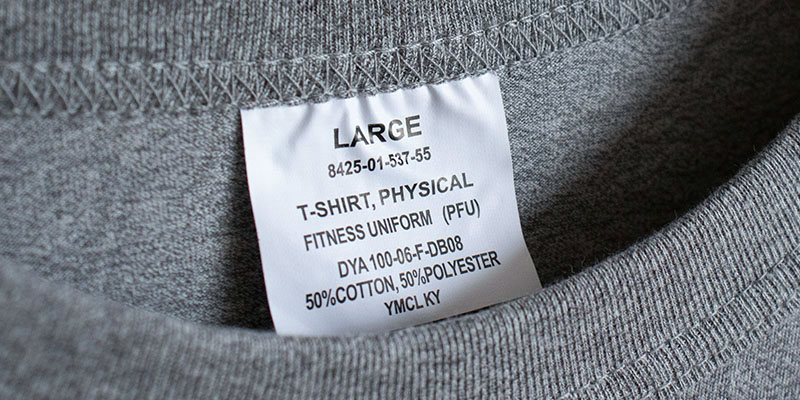 LARGE
8425-01-537-55
T-SHIRT, PHYSICAL
FITNESS UNIFORM (PFU)
DYA 100-06-F-DB08
50%COTTON, 50%POLYESTER
YMCLKY